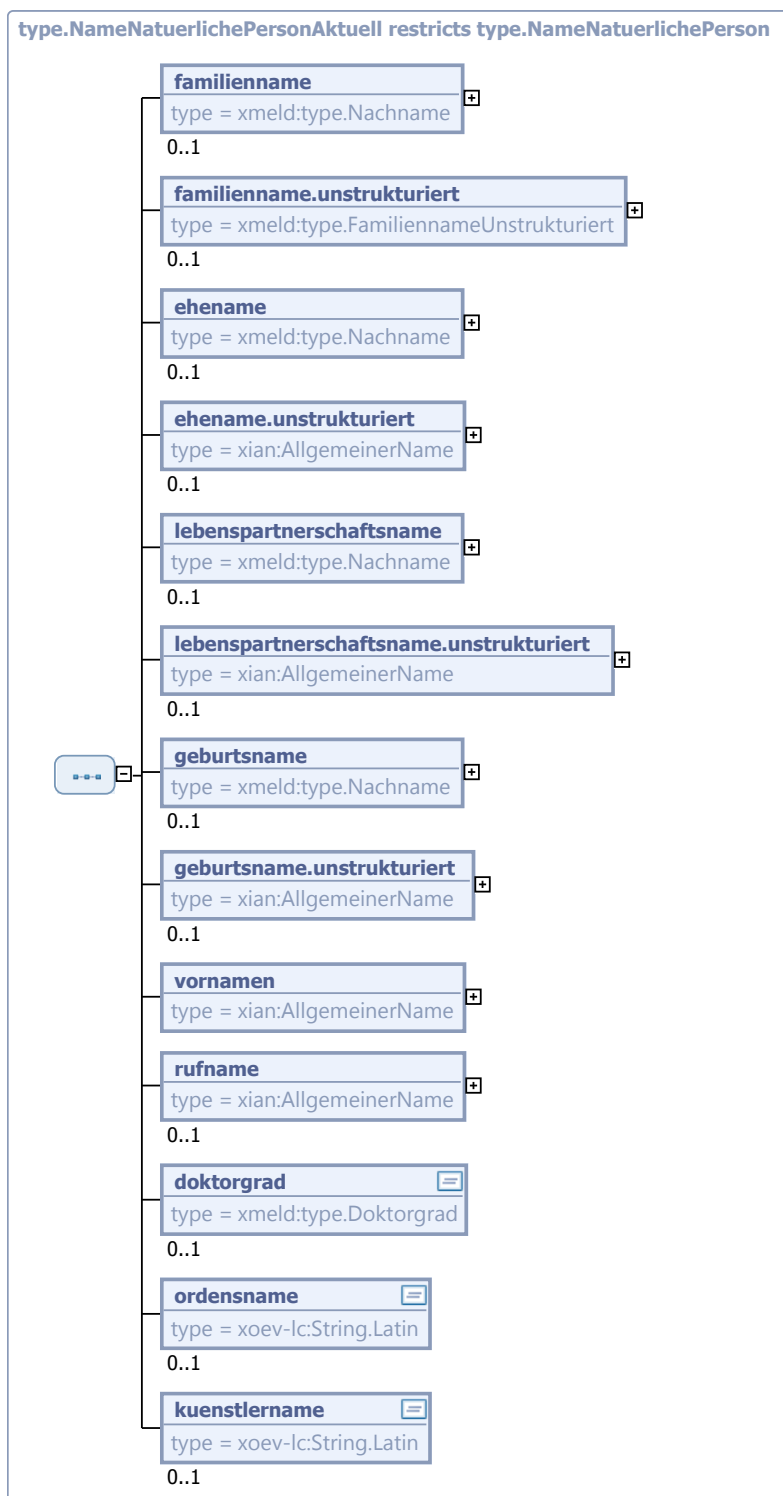 type.NameNatuerlichePersonAktuell restricts type.NameNatuerlichePerson
familienname
type = xmeld:type.Nachname
0..1
familienname.unstrukturiert
type = xmeld:type.FamiliennameUnstrukturiert
0..1
ehename
type = xmeld:type.Nachname
0..1
ehename.unstrukturiert
type = xian:AllgemeinerName
0..1
lebenspartnerschaftsname
type = xmeld:type.Nachname
0..1
lebenspartnerschaftsname.unstrukturiert
type = xian:AllgemeinerName
0..1
geburtsname
type = xmeld:type.Nachname
0..1
geburtsname.unstrukturiert
type = xian:AllgemeinerName
0..1
vornamen
type = xian:AllgemeinerName
rufname
type = xian:AllgemeinerName
0..1
doktorgrad
type = xmeld:type.Doktorgrad
0..1
ordensname
type = xoev-lc:String.Latin
0..1
kuenstlername
type = xoev-lc:String.Latin
0..1